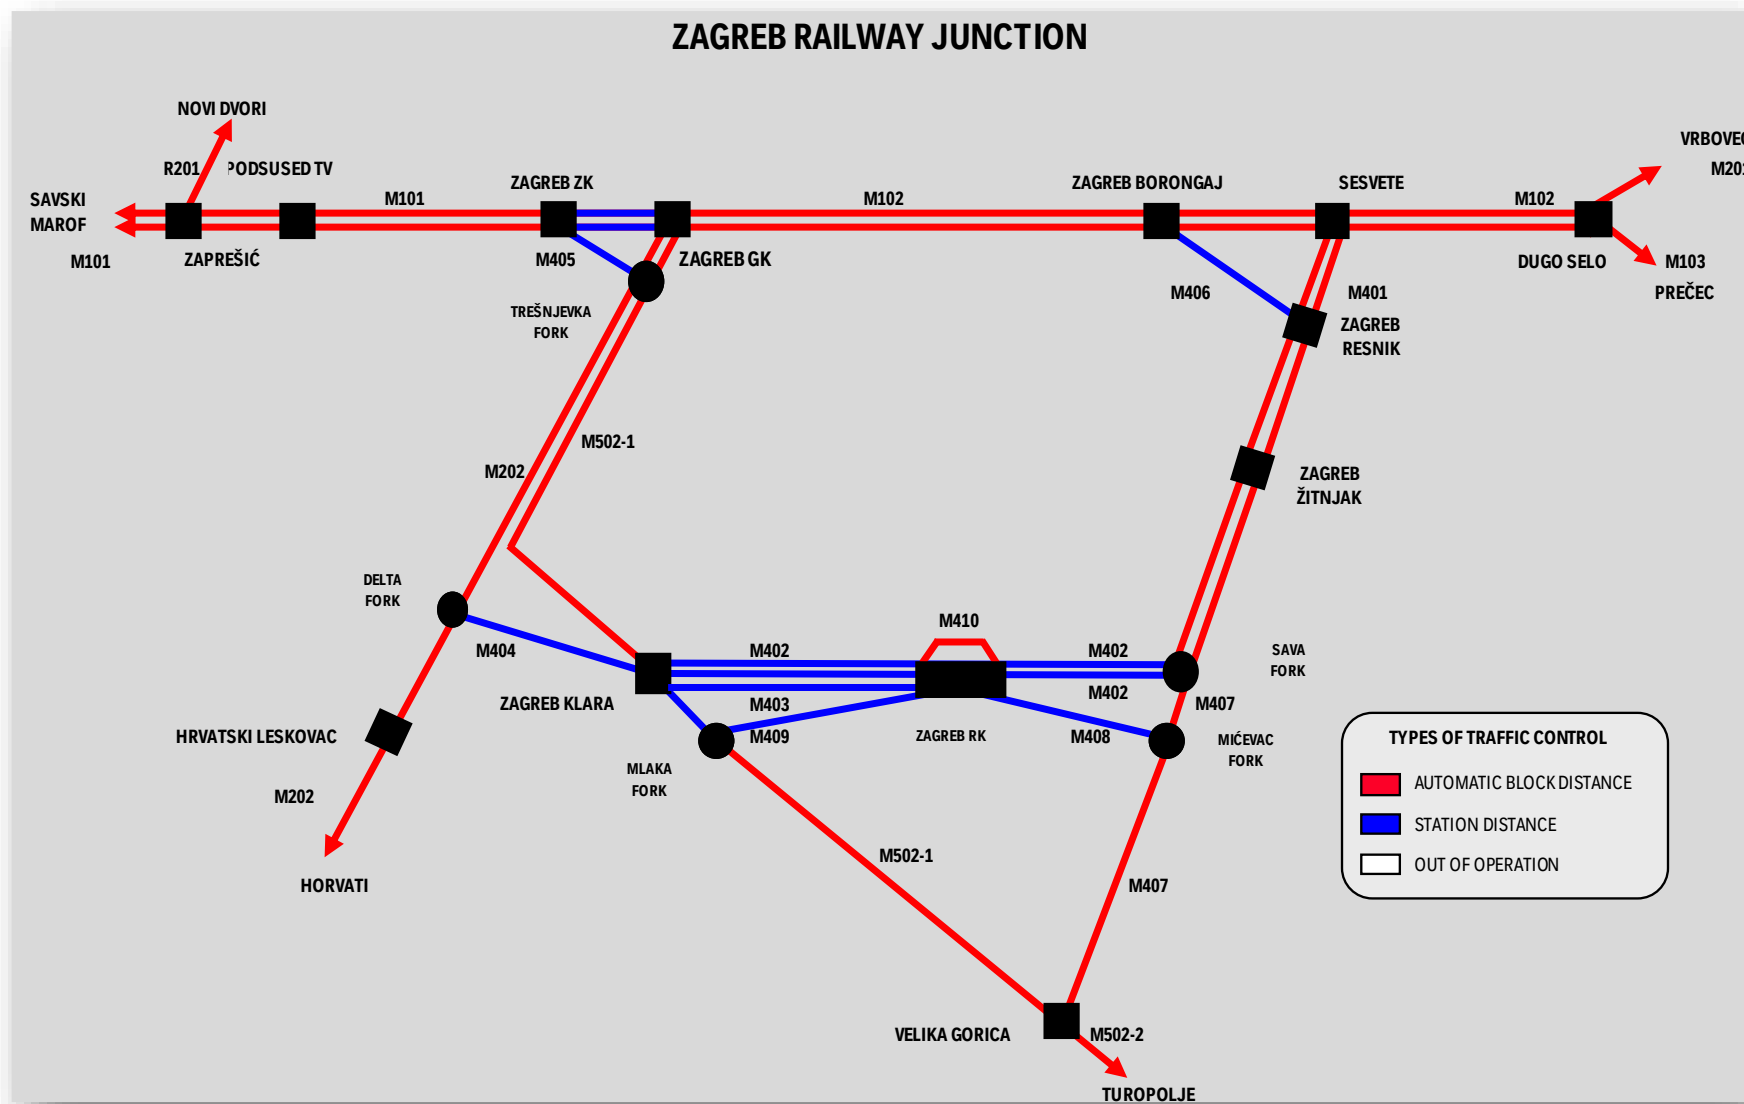 ZAGREB RAILWAY JUNCTION
NOVI DVORI
VRBOVEC
R201
PODSUSED TV
M201
SAVSKI
MAROF
M101
ZAGREB ZK
M102
ZAGREB BORONGAJ
SESVETE
M102
M101
ZAPREŠIĆ
M405
ZAGREB GK
DUGO SELO
M103
PREČEC
M406
M401
TREŠNJEVKA
FORK
ZAGREB
RESNIK
M502-1
M202
ZAGREB
ŽITNJAK
DELTA
FORK
M404
M410
M402
M402
SAVA
FORK
ZAGREB KLARA
M403
M402
M407
HRVATSKI LESKOVAC
M409
ZAGREB RK
M408
MIĆEVAC
FORK
MLAKA
FORK
M202
TYPES OF TRAFFIC CONTROL
AUTOMATIC BLOCK DISTANCE
STATION DISTANCE
OUT OF OPERATION
M502-1
HORVATI
M407
VELIKA GORICA
M502-2
TUROPOLJE